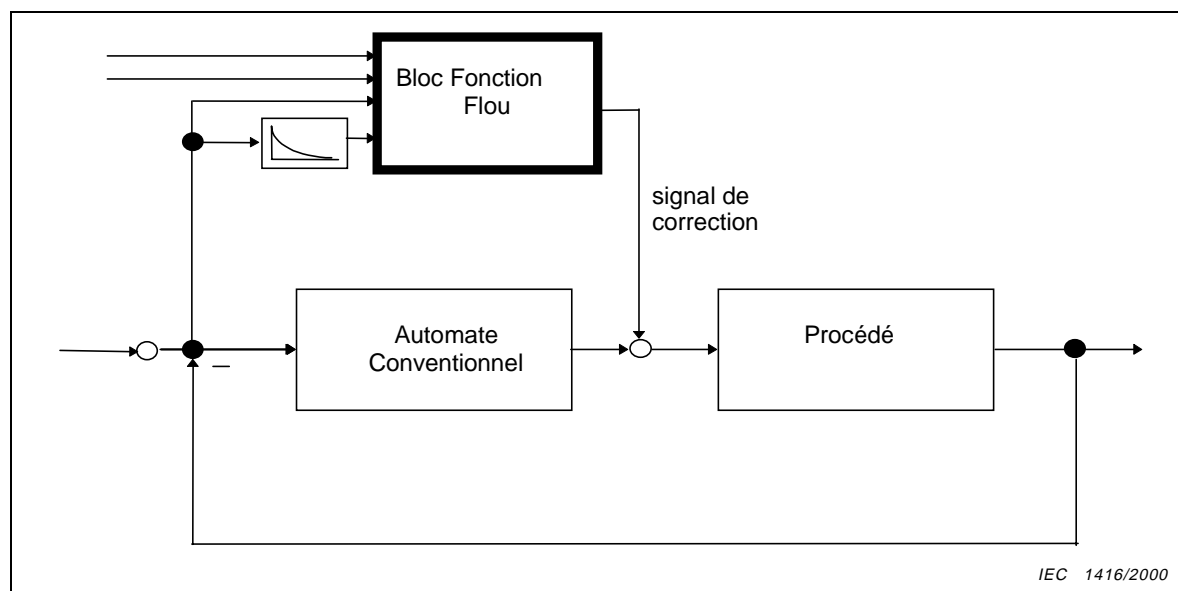 Bloc Fonction
Flou
signal de
correction
Automate
Conventionnel
Procédé
–
IEC 1416/2000